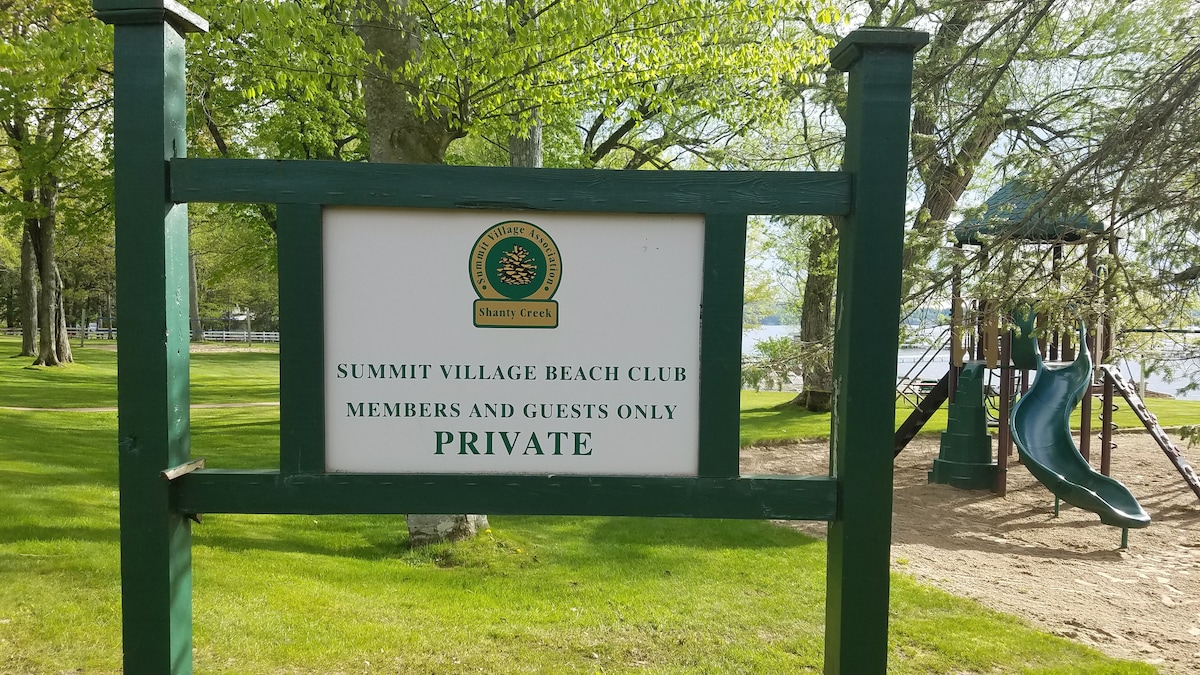 Summit Village Association
Shanty Creek
SUMMIT VILLAGE BEACH CLUB
MEMBERS AND GUESTS ONLY
PRIVATE